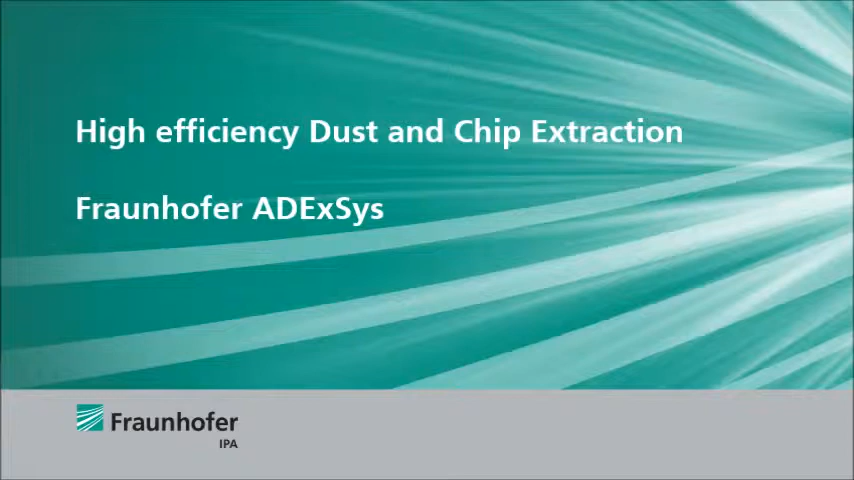 High efficiency Dust and Chip Extraction
Fraunhofer ADExSys
Fraunhofer
IPA